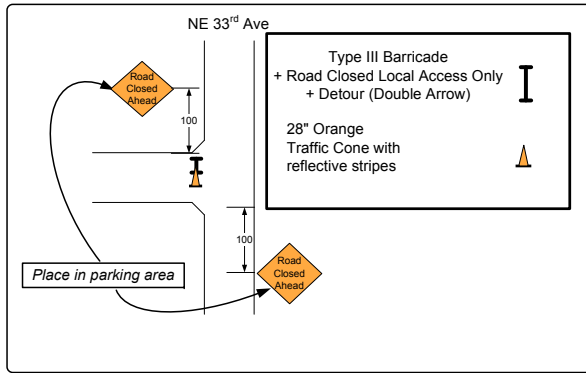 NE 33rd Ave
Road
Closed
Ahead
100
Type III Barricade
+ Road Closed Local Access Only
+ Detour (Double Arrow)
28" Orange
Traffic Cone with
reflective stripes
100
Place in parking area
Road
Closed
Ahead